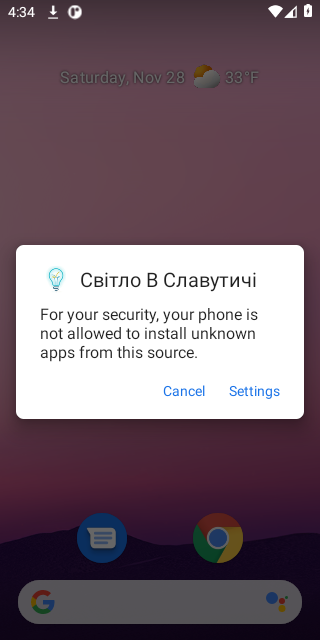 4:34
Saturday, Nov 28 33°F
Світло В Славутичі
For your security, your phone is
not allowed to install unknown
apps from this source.
Cancel Settings